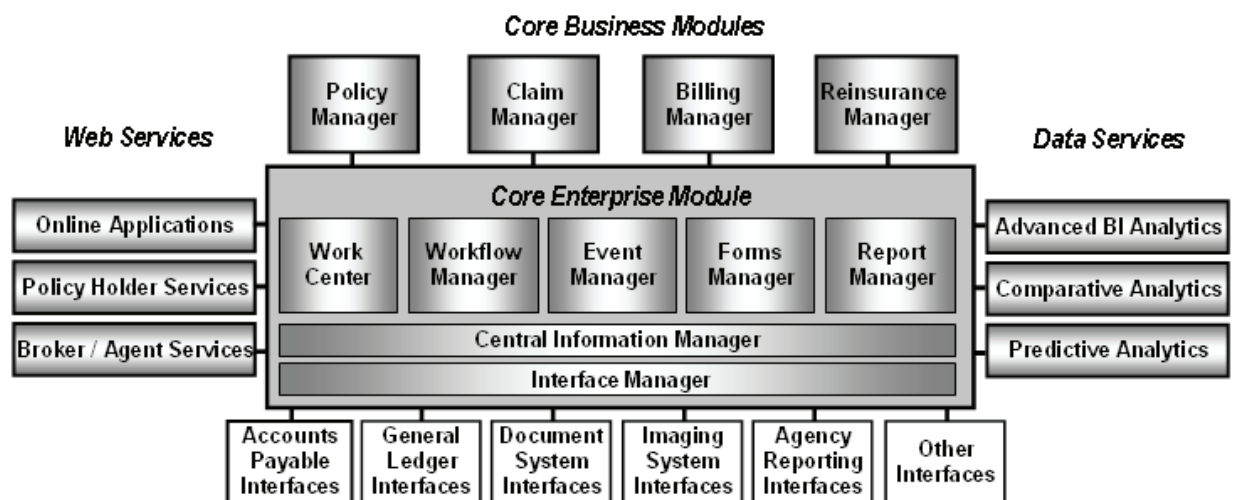 Core Business Modules
Policy
Manager
Claim
Manager
Billing
Manager
Reinsurance
Manager
Web Services
Data Services
Core Enterprise Module
Online Applications
Policy Holder Services
Broker / Agent Services
Work
Center
Workflow
Manager
Event
Manager
Forms
Manager
Report
Manager
Central Information Manager
Interface Manager
Advanced BI Analytics
Comparative Analytics
Predictive Analytics
Accounts
Payable
Interfaces
General
Ledger
Interfaces
Document
System
Interfaces
Imaging
System
Interfaces
Agency
Reporting
Interfaces
Other
Interfaces